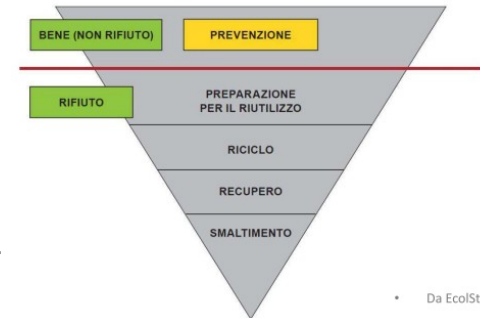 BENE (NON RIFIUTO)
PREVENZIONE
RIFIUTO
PREPARAZIONE
PER IL RIUTILIZZO
RICICLO
RECUPERO
SMALTIMENTO
• Da EcolSt